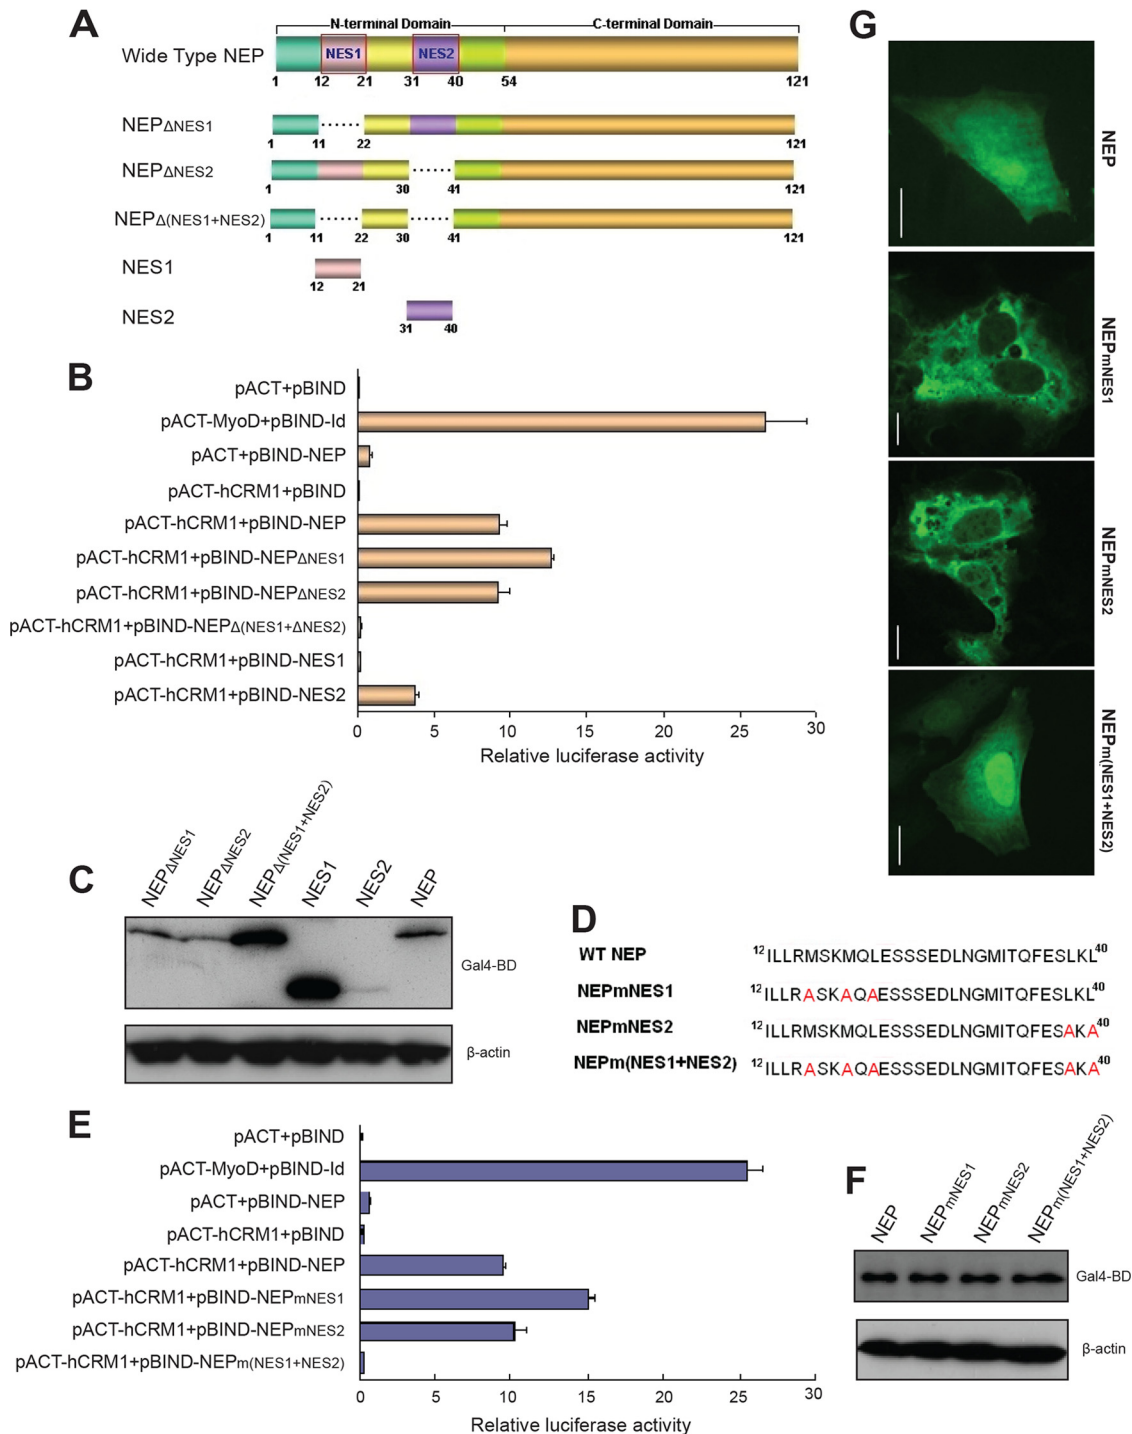 A
N-terminal Domain
C-terminal Domain
Wide Type NEP
NES1
NES2
1 12 21 31 40 54 121
NEPΔNES1
1 11 22 121
NEPΔNES2
1 30 41 121
NEPΔ(NES1+NES2)
1 11 22 30 41 121
NES1
12 21
NES2
31 40
B
pACT+pBIND
pACT-MyoD+pBIND-Id
pACT+pBIND-NEP
pACT-hCRM1+pBIND
pACT-hCRM1+pBIND-NEP
pACT-hCRM1+pBIND-NEPΔNES1
pACT-hCRM1+pBIND-NEPΔNES2
pACT-hCRM1+pBIND-NEPΔ(NES1+ΔNES2)
pACT-hCRM1+pBIND-NES1
pACT-hCRM1+pBIND-NES2
0 5 10 15 20 25 30
Relative luciferase activity
C
NEPΔNES1
NEPΔNES2
NEPΔ(NES1+NES2)
NES1
NES2
NEP
Gal4-BD
β-actin
D
WT NEP 12ILLRMSKMQLESSSEDLNGMITQFESLKL40
NEPmNES1 12ILLRASKAQAESSSEDLNGMITQFESLKL40
NEPmNES2 12ILLRMSKMQLESSSEDLNGMITQFESAKA40
NEPm(NES1+NES2) 12ILLRASKAQAESSSEDLNGMITQFESAKA40
E
pACT+pBIND
pACT-MyoD+pBIND-Id
pACT+pBIND-NEP
pACT-hCRM1+pBIND
pACT-hCRM1+pBIND-NEP
pACT-hCRM1+pBIND-NEPmNES1
pACT-hCRM1+pBIND-NEPmNES2
pACT-hCRM1+pBIND-NEPm(NES1+NES2)
0 5 10 15 20 25 30
Relative luciferase activity
F
NEP
NEPmNES1
NEPmNES2
NEPm(NES1+NES2)
Gal4-BD
β-actin
G
NEP
NEPmNES1
NEPmNES2
NEPm(NES1+NES2)